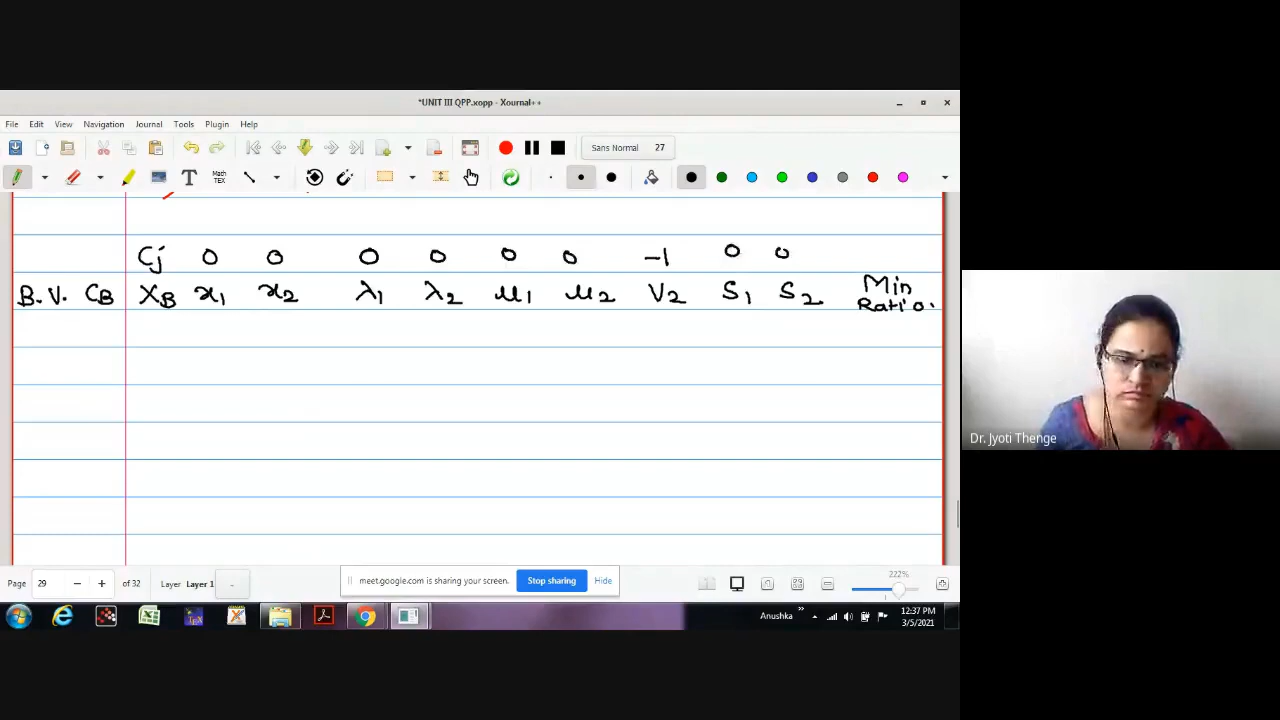 *UNIT III QPP.xopp - Xournal++
File Edit View Navigation Journal Tools Plugin Help
Sans Normal 27
T Math TEX
Cj 0 0 0 0 0 0 -1 0 0
B.V. CB XB x1 x2 λ1 λ2 μ1 μ2 V2 S1 S2 Min Ratio.
Dr. Jyoti Thenge
meet.google.com is sharing your screen. Stop sharing Hide
Page 29 of 32 Layer Layer 1 222%
Anushka 12:37 PM
3/5/2021